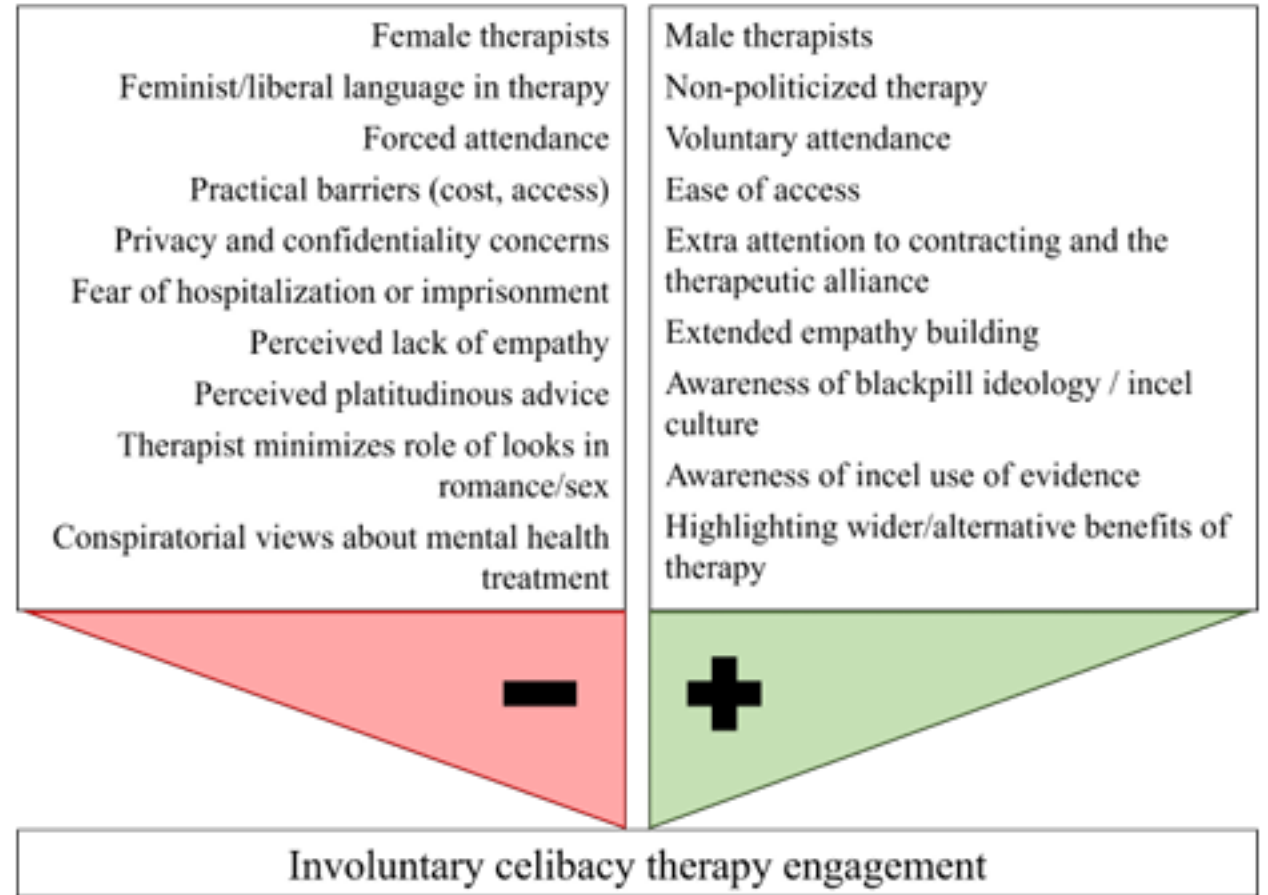 Female therapists
Feminist/liberal language in therapy
Forced attendance
Practical barriers (cost, access)
Privacy and confidentiality concerns
Fear of hospitalization or imprisonment
Perceived lack of empathy
Perceived platitudinous advice
Therapist minimizes role of looks in
romance/sex
Conspiratorial views about mental health
treatment
Male therapists
Non-politicized therapy
Voluntary attendance
Ease of access
Extra attention to contracting and the
therapeutic alliance
Extended empathy building
Awareness of blackpill ideology / incel
culture
Awareness of incel use of evidence
Highlighting wider/alternative benefits of
therapy
Involuntary celibacy therapy engagement